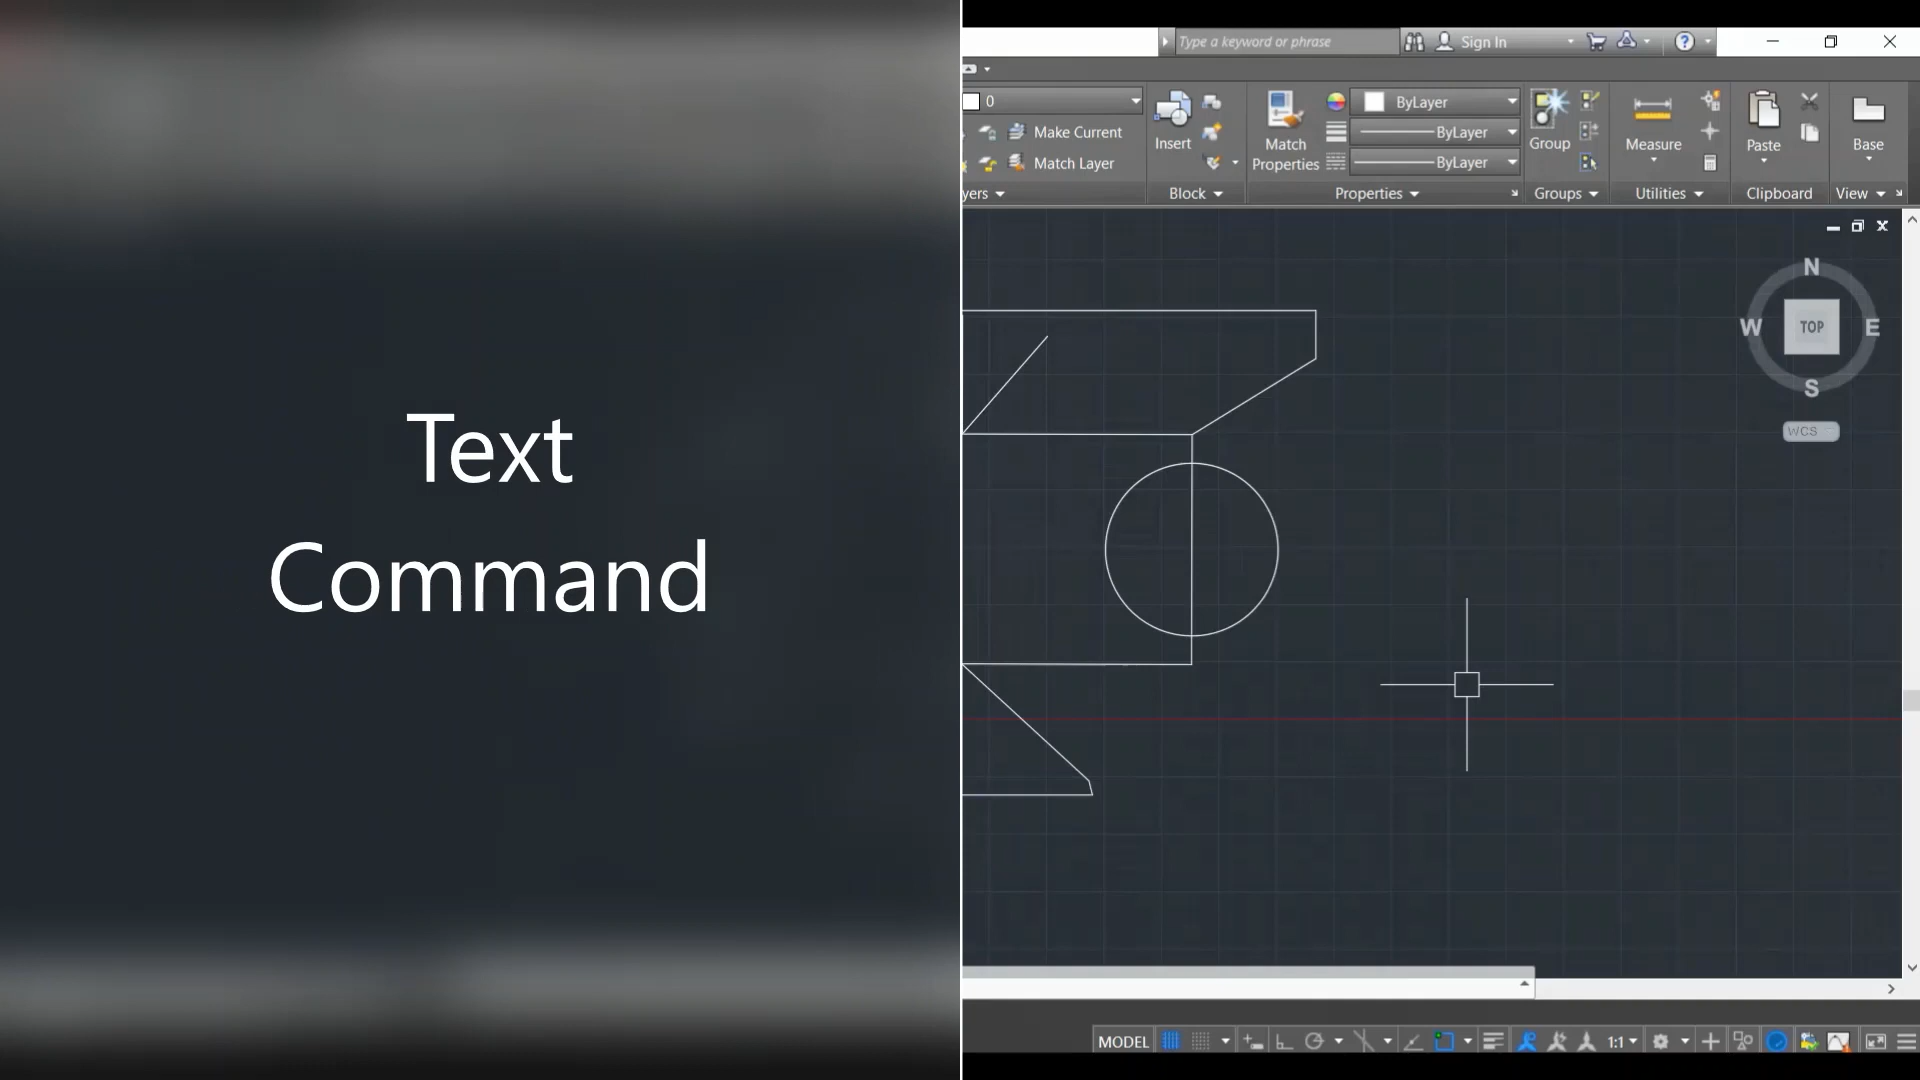 Text
Command
Type a keyword or phrase
Sign In
0
Make Current
Match Layer
yers
Insert
Block
Match
Properties
ByLayer
ByLayer
ByLayer
Properties
Group
Groups
Measure
Utilities
Paste
Clipboard
Base
View
N
W
TOP
E
S
WCS
MODEL
1:1